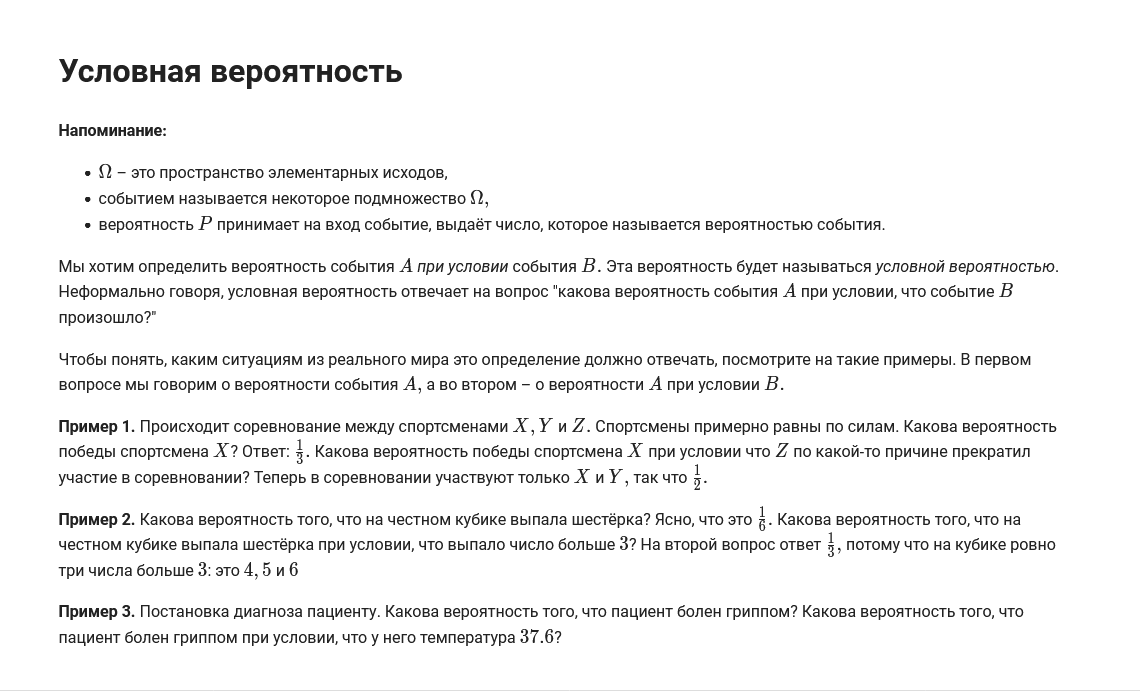 Условная вероятность
Напоминание:
• Ω – это пространство элементарных исходов,
• событием называется некоторое подмножество Ω,
• вероятность P принимает на вход событие, выдаёт число, которое называется вероятностью события.
Мы хотим определить вероятность события A при условии события B. Эта вероятность будет называться условной вероятностью.
Неформально говоря, условная вероятность отвечает на вопрос "какова вероятность события A при условии, что событие B
произошло?"
Чтобы понять, каким ситуациям из реального мира это определение должно отвечать, посмотрите на такие примеры. В первом
вопросе мы говорим о вероятности события A, а во втором – о вероятности A при условии B.
Пример 1. Происходит соревнование между спортсменами X, Y и Z. Спортсмены примерно равны по силам. Какова вероятность
победы спортсмена X? Ответ: 1/3. Какова вероятность победы спортсмена X при условии что Z по какой-то причине прекратил
участие в соревновании? Теперь в соревновании участвуют только X и Y, так что 1/2.
Пример 2. Какова вероятность того, что на честном кубике выпала шестёрка? Ясно, что это 1/6. Какова вероятность того, что на
честном кубике выпала шестёрка при условии, что выпало число больше 3? На второй вопрос ответ 1/3, потому что на кубике ровно
три числа больше 3: это 4, 5 и 6
Пример 3. Постановка диагноза пациенту. Какова вероятность того, что пациент болен гриппом? Какова вероятность того, что
пациент болен гриппом при условии, что у него температура 37.6?